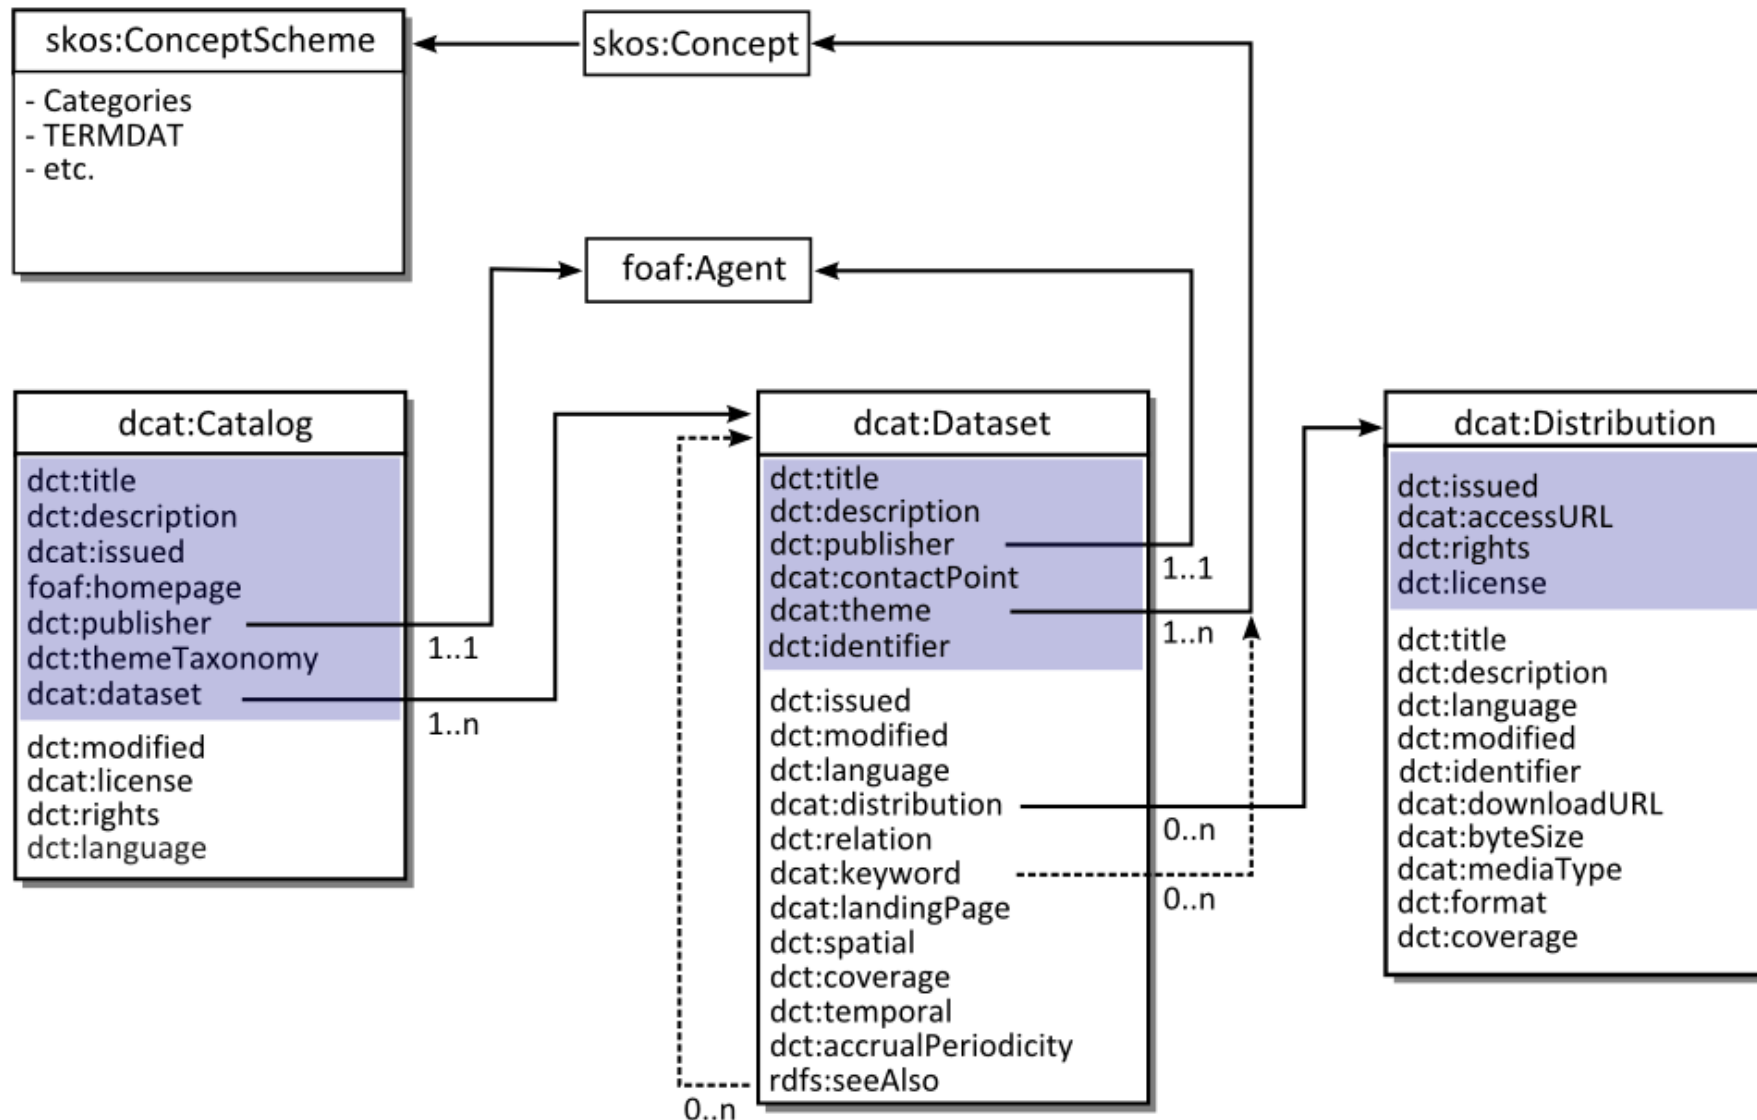 skos:ConceptScheme
- Categories
- TERMDAT
- etc.
skos:Concept
foaf:Agent
dcat:Catalog
dct:title
dct:description
dcat:issued
foaf:homepage
dct:publisher
1..1
dct:themeTaxonomy
dcat:dataset
1..n
dct:modified
dcat:license
dct:rights
dct:language
dcat:Dataset
dct:title
dct:description
dct:publisher
1..1
dcat:contactPoint
dcat:theme
1..n
dct:identifier
dct:issued
dct:modified
dct:language
dcat:distribution
0..n
dct:relation
dcat:keyword
0..n
dcat:landingPage
dct:spatial
dct:coverage
dct:temporal
dct:accrualPeriodicity
rdfs:seeAlso
0..n
dcat:Distribution
dct:issued
dcat:accessURL
dct:rights
dct:license
dct:title
dct:description
dct:language
dct:modified
dct:identifier
dcat:downloadURL
dcat:byteSize
dcat:mediaType
dct:format
dct:coverage